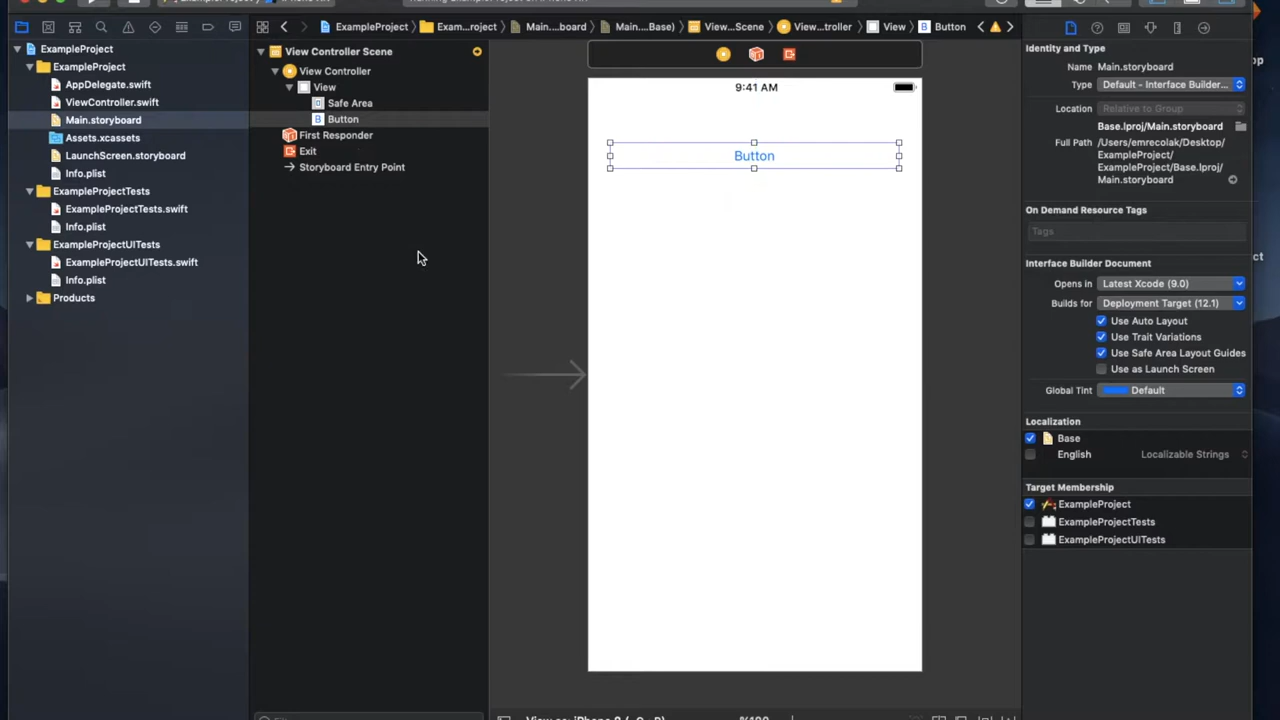 ExampleProject
Exam...roject
Main....board
Main....Base)
View...Scene
View...troller
View
Button
ExampleProject
ExampleProject
AppDelegate.swift
ViewController.swift
Main.storyboard
Assets.xcassets
LaunchScreen.storyboard
Info.plist
ExampleProjectTests
ExampleProjectTests.swift
Info.plist
ExampleProjectUITests
ExampleProjectUITests.swift
Info.plist
Products
View Controller Scene
View Controller
View
Safe Area
B Button
First Responder
Exit
Storyboard Entry Point
9:41 AM
Button
Identity and Type
Name Main.storyboard
Type Default - Interface Builder...
Location Relative to Group
Base.lproj/Main.storyboard
Full Path /Users/emrecolak/Desktop/
ExampleProject/
ExampleProject/Base.lproj/
Main.storyboard
On Demand Resource Tags
Tags
Interface Builder Document
Opens in Latest Xcode (9.0)
Builds for Deployment Target (12.1)
Use Auto Layout
Use Trait Variations
Use Safe Area Layout Guides
Use as Launch Screen
Global Tint Default
Localization
Base
English Localizable Strings
Target Membership
ExampleProject
ExampleProjectTests
ExampleProjectUITests